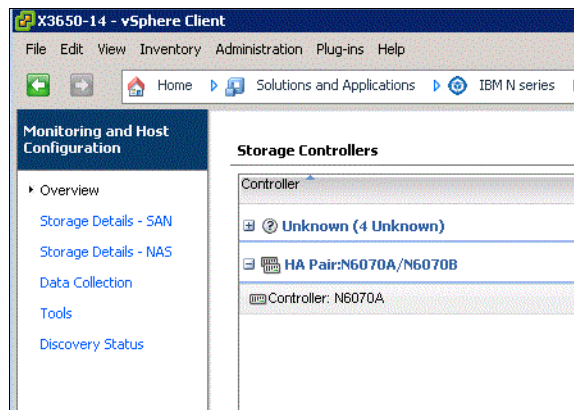 X3650-14 - vSphere Client
File Edit View Inventory Administration Plug-ins Help
Home Solutions and Applications IBM N series
Monitoring and Host
Configuration
Overview
Storage Details - SAN
Storage Details - NAS
Data Collection
Tools
Discovery Status
Storage Controllers
Controller
Unknown (4 Unknown)
HA Pair:N6070A/N6070B
Controller: N6070A